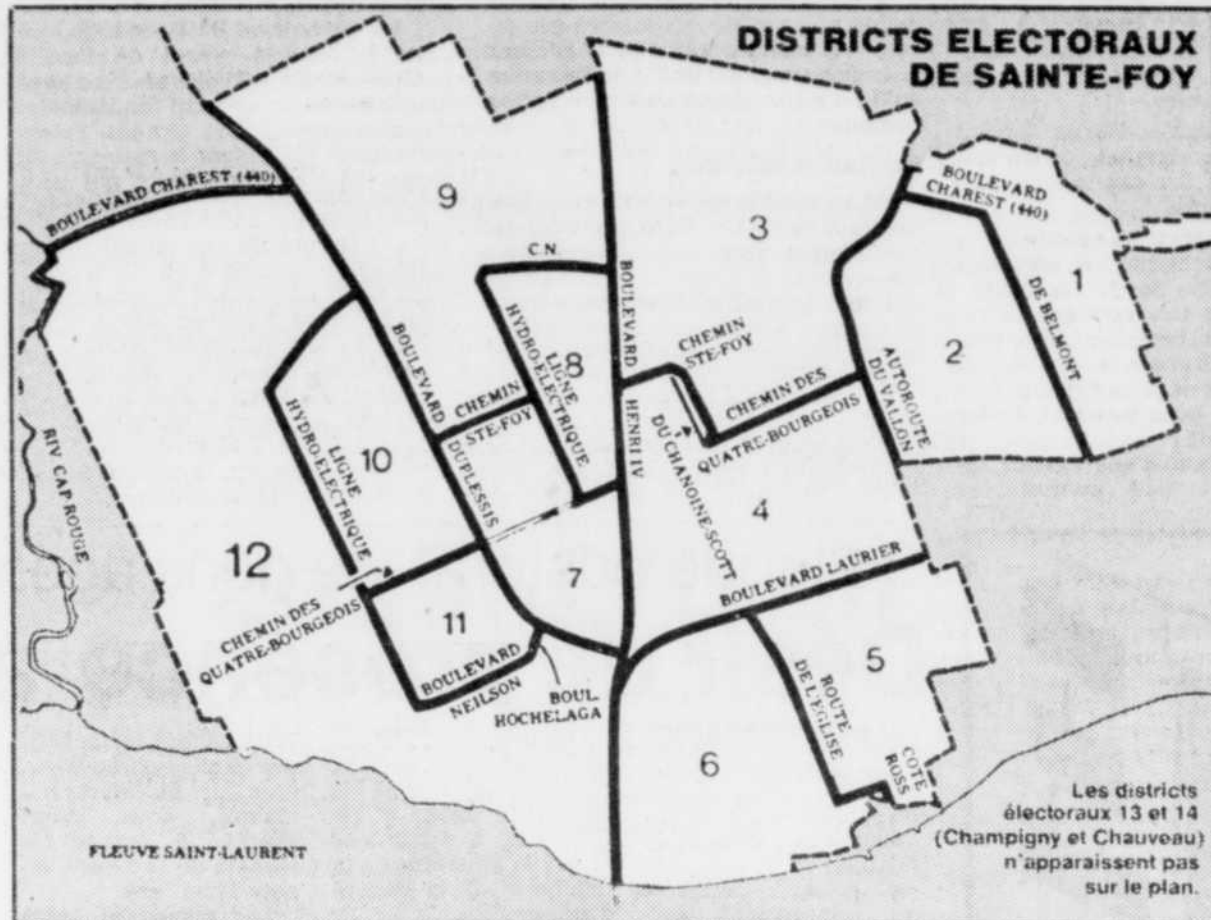 DISTRICTS ELECTORAUX
DE SAINTE-FOY
BOULEVARD CHAREST (440)
9
3
BOULEVARD
CHAREST (440)
1
C.N.
BOULEVARD
HENRI IV
DE BELMONT
2
BOULEVARD
DUPLESSIS
HYDRO-ELECTRIQUE
LIGNE
8
CHEMIN
STE-FOY
CHEMIN
STE-FOY
CHEMIN DES
QUATRE-BOURGEOIS
AUTOROUTE
DU VALLON
DU CHANOINE-SCOTT
RIV CAP ROUGE
HYDRO-ELECTRIQUE
LIGNE
10
4
12
7
BOULEVARD LAURIER
CHEMIN DES
QUATRE-BOURGEOIS
11
BOULEVARD
NEILSON
BOUL.
HOCHELAGA
5
ROUTE
DE L'EGLISE
6
COTE
ROSS
FLEUVE SAINT-LAURENT
Les districts
électoraux 13 et 14
(Champigny et Chauveau)
n'apparaissent pas
sur le plan.